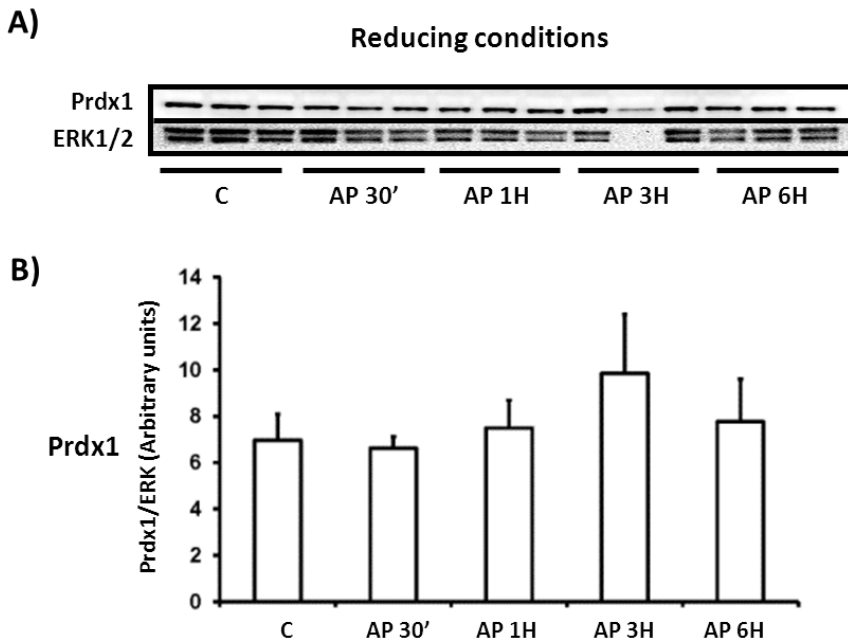 A)
Reducing conditions
Prdx1
ERK1/2
C AP 30’ AP 1H AP 3H AP 6H
B)
Prdx1
Prdx1/ERK (Arbitrary units)
14
12
10
8
6
4
2
0
C AP 30’ AP 1H AP 3H AP 6H